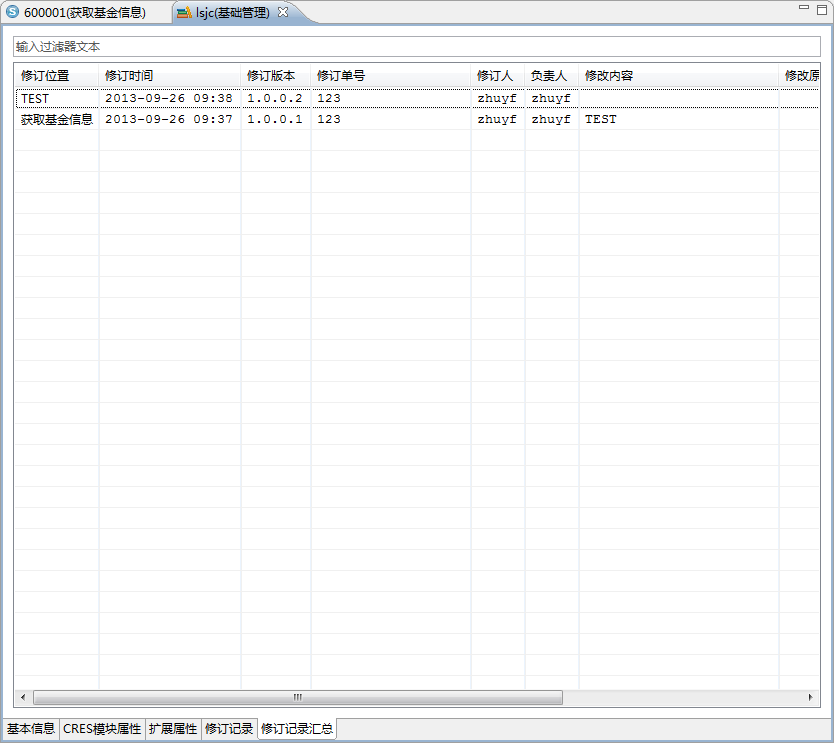 600001(获取基金信息) lsjc(基础管理)
输入过滤器文本
修订位置 修订时间 修订版本 修订单号 修订人 负责人 修改内容 修改原
TEST 2013-09-26 09:38 1.0.0.2 123 zhuyf zhuyf
获取基金信息 2013-09-26 09:37 1.0.0.1 123 zhuyf zhuyf TEST
基本信息 CRES模块属性 扩展属性 修订记录 修订记录汇总